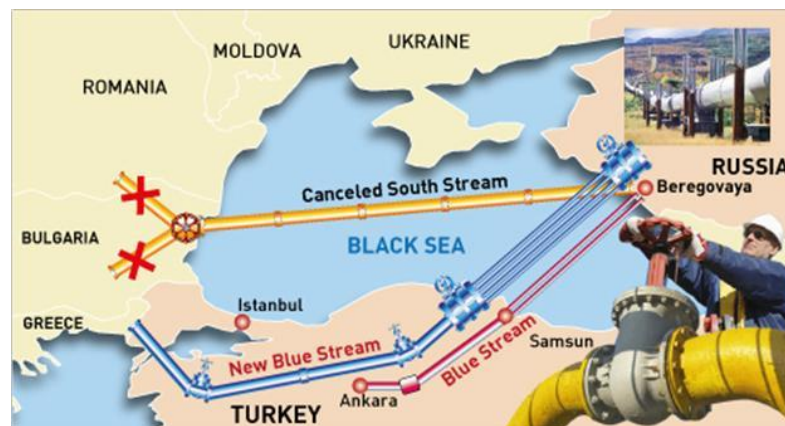 UKRAINE
MOLDOVA
ROMANIA
RUSSIA
Canceled South Stream
Beregovaya
BULGARIA
BLACK SEA
Istanbul
GREECE
New Blue Stream
Blue Stream
Samsun
Ankara
TURKEY